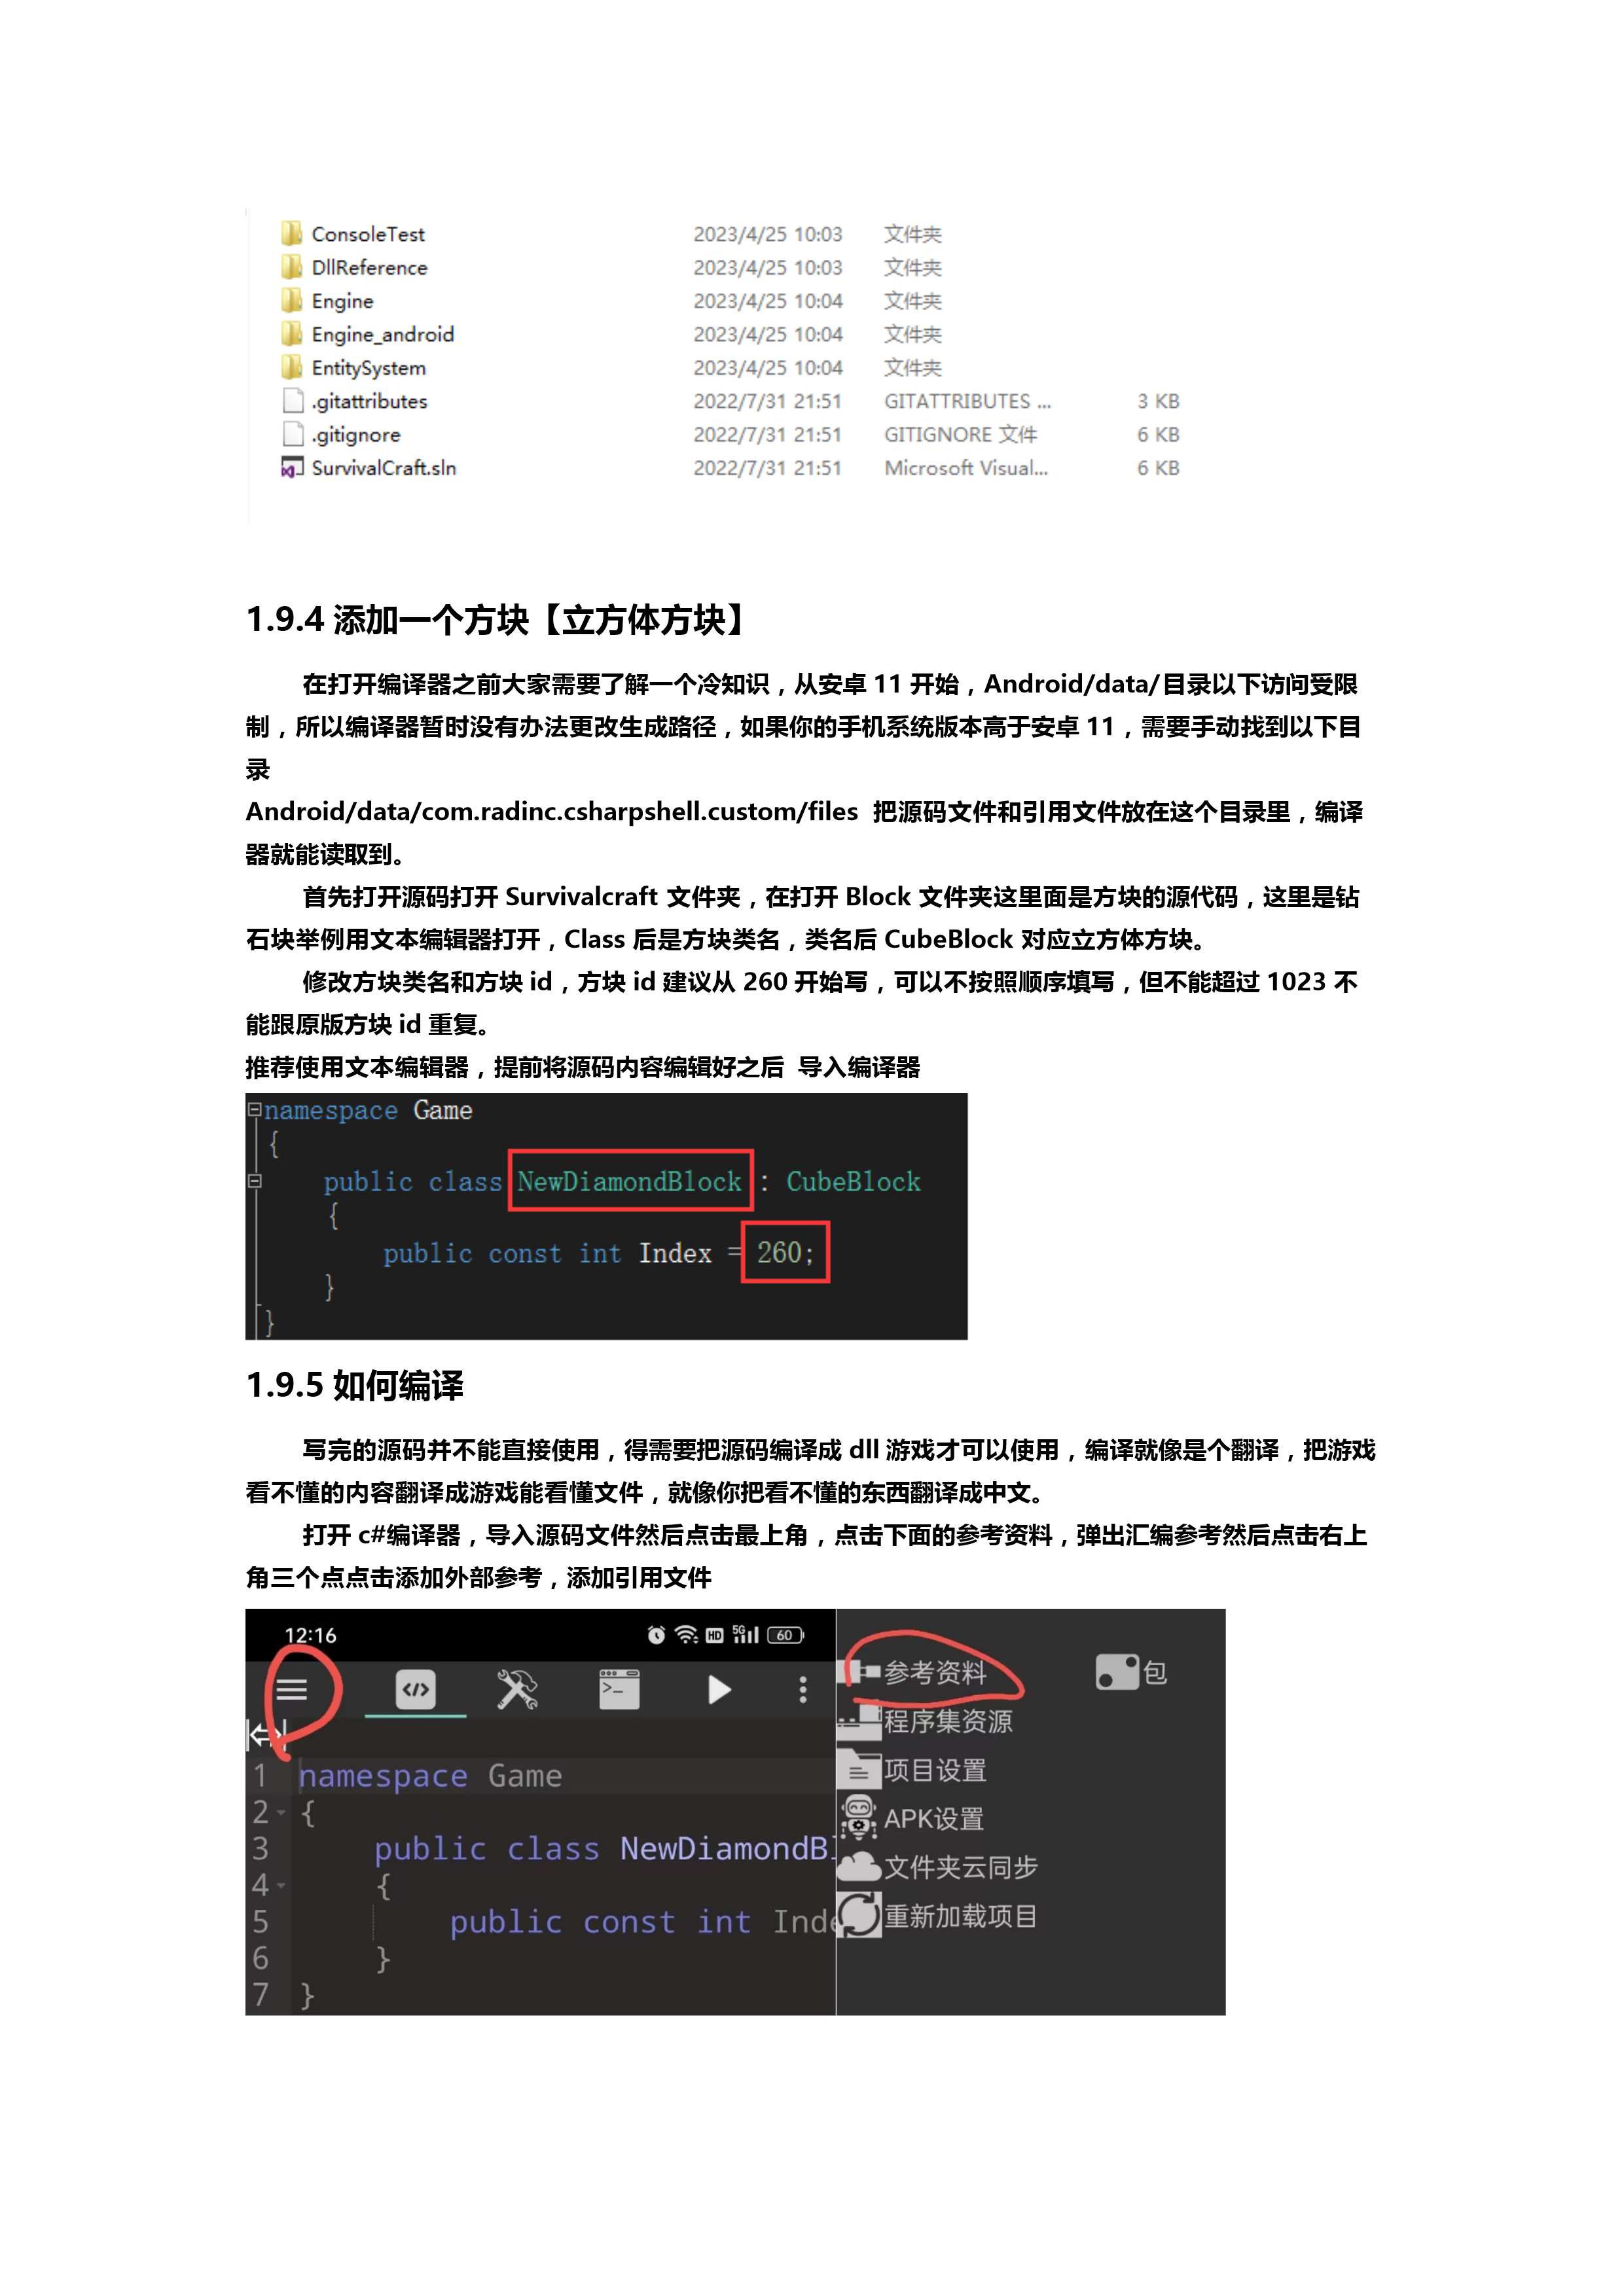 ConsoleTest 2023/4/25 10:03 文件夹
DllReference 2023/4/25 10:03 文件夹
Engine 2023/4/25 10:04 文件夹
Engine_android 2023/4/25 10:04 文件夹
EntitySystem 2023/4/25 10:04 文件夹
.gitattributes 2022/7/31 21:51 GITATTRIBUTES ... 3 KB
.gitignore 2022/7/31 21:51 GITIGNORE 文件 6 KB
SurvivalCraft.sln 2022/7/31 21:51 Microsoft Visual... 6 KB
1.9.4 添加一个方块【立方体方块】
在打开编译器之前大家需要了解一个冷知识，从安卓 11 开始，Android/data/目录以下访问受限
制，所以编译器暂时没有办法更改生成路径，如果你的手机系统版本高于安卓 11，需要手动找到以下目
录
Android/data/com.radinc.csharpshell.custom/files 把源码文件和引用文件放在这个目录里，编译
器就能读取到。
首先打开源码打开 Survivalcraft 文件夹，在打开 Block 文件夹这里面是方块的源代码，这里是钻
石块举例用文本编辑器打开，Class 后是方块类名，类名后 CubeBlock 对应立方体方块。
修改方块类名和方块 id，方块 id 建议从 260 开始写，可以不按照顺序填写，但不能超过 1023 不
能跟原版方块 id 重复。
推荐使用文本编辑器，提前将源码内容编辑好之后 导入编译器
namespace Game
{
public class NewDiamondBlock : CubeBlock
{
public const int Index = 260;
}
}
1.9.5 如何编译
写完的源码并不能直接使用，得需要把源码编译成 dll 游戏才可以使用，编译就像是个翻译，把游戏
看不懂的内容翻译成游戏能看懂文件，就像你把看不懂的东西翻译成中文。
打开 c#编译器，导入源码文件然后点击最上角，点击下面的参考资料，弹出汇编参考然后点击右上
角三个点点击添加外部参考，添加引用文件
12:16 HD 5G 60
1 namespace Game
2 {
3 public class NewDiamondBl
4 {
5 public const int Inde
6 }
7 }
参考资料 包
程序集资源
项目设置
APK设置
文件夹云同步
重新加载项目